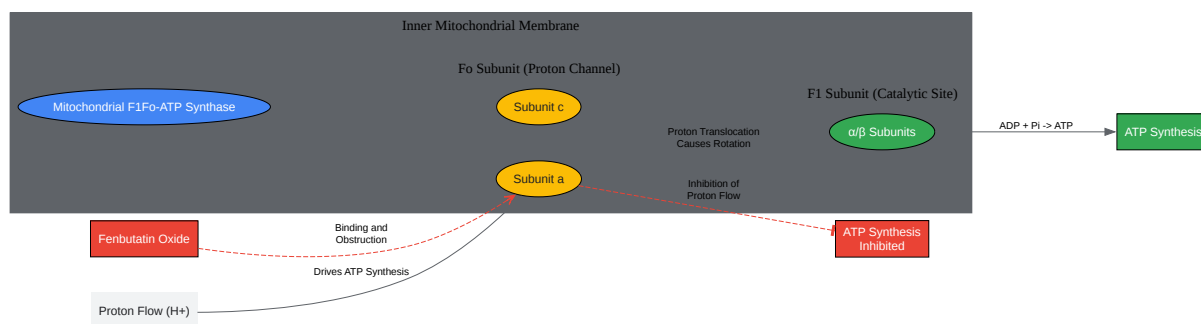 Inner Mitochondrial Membrane
Fo Subunit (Proton Channel)
F1 Subunit (Catalytic Site)
Mitochondrial F1Fo-ATP Synthase
Subunit c
Proton Translocation
Causes Rotation
α/β Subunits
ADP + Pi -> ATP
ATP Synthesis
Subunit a
Inhibition of
Proton Flow
Fenbutatin Oxide
Binding and
Obstruction
ATP Synthesis
Inhibited
Drives ATP Synthesis
Proton Flow (H+)